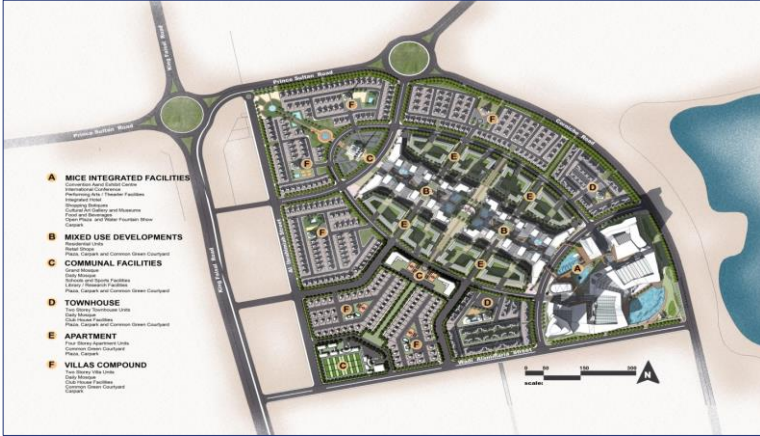 Prince Sultan Road
King Faisal Road
Prince Sultan Road
Corniche Road
A MICE INTEGRATED FACILITIES
Convention Aand Exhibit Centre
International Conference
Performing Arts / Theater Facilities
Integrated Hotel
Shopping Botiques
Cultural Art Gallery and Museums
Food and Beverages
Open Plaza and Water Fountain Show
Carpark
B MIXED USE DEVELOPMENTS
Residential Units
Retail Shops
Plaza, Carpark and Common Green Courtyard
C COMMUNAL FACILITIES
Grand Mosque
Daily Mosque
Schools and Sports Facilities
Library / Research Facilities
Plaza, Carpark and Common Green Courtyard
D TOWNHOUSE
Two Storey Townhouse Units
Daily Mosque
Club House Facilities
Plaza, Carpark and Common Green Courtyard
E APARTMENT
Four Storey Apartment Units
Common Green Courtyard
Plaza, Carpark
F VILLAS COMPOUND
Two Storey Villa Units
Daily Mosque
Club House Facilities
Common Green Courtyard
Carpark
King Faisal Road
F
F
F
C
E
D
B
E
F
E
B
A
C
E
D
F
F
C
Street
0 50 150 300
scale:
N